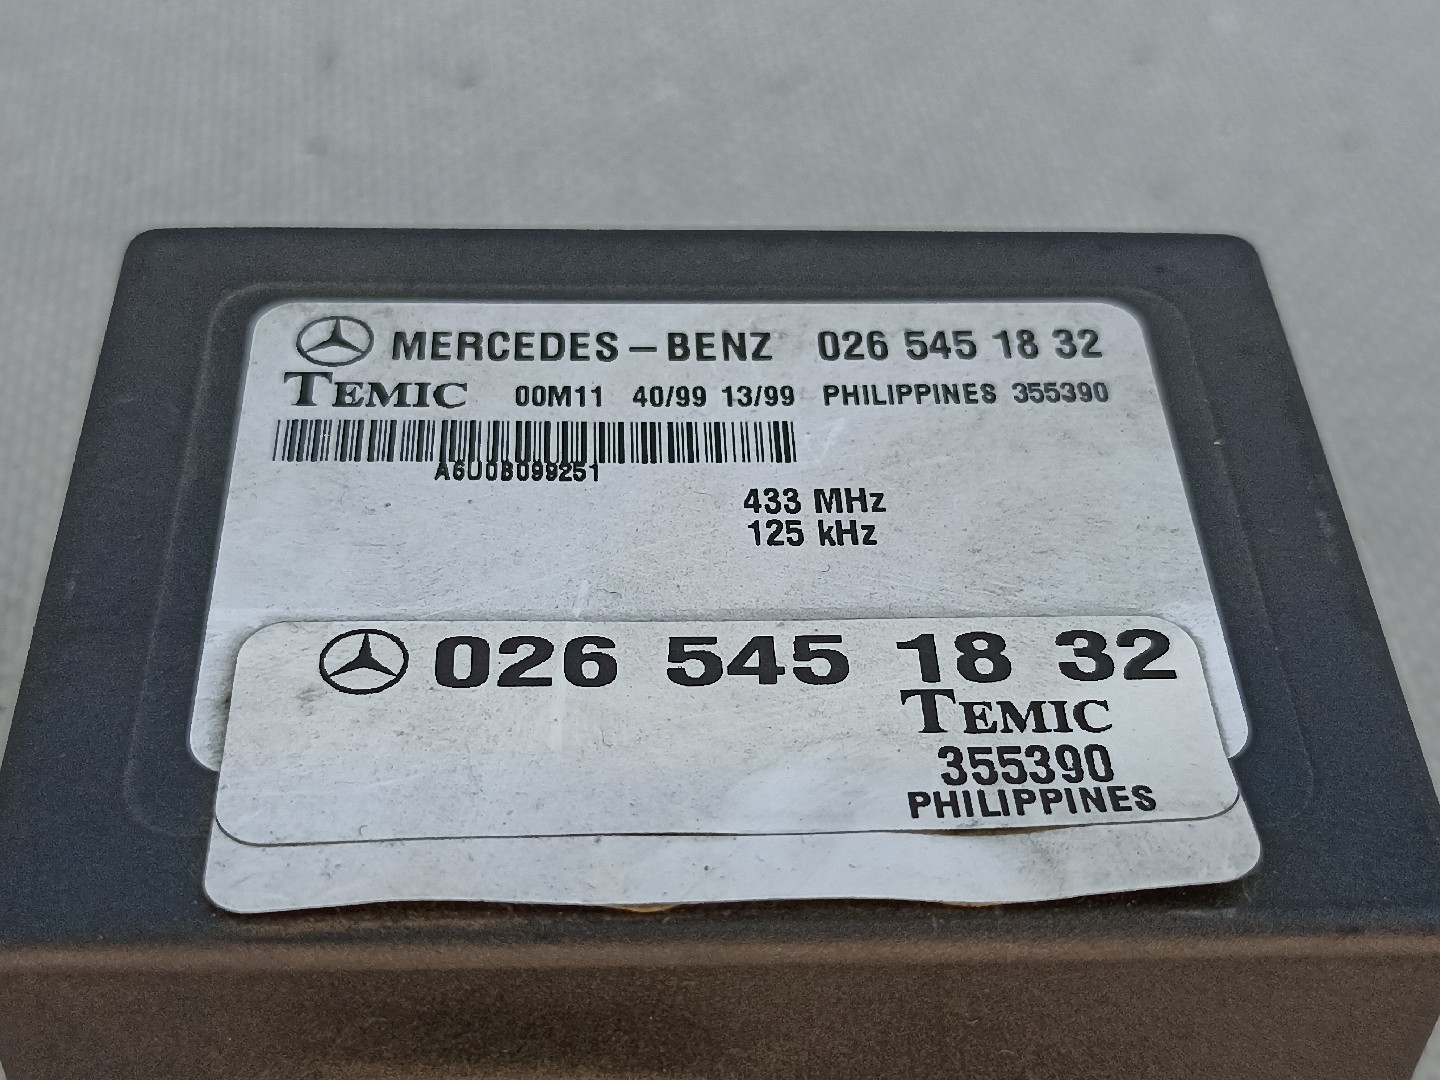 MERCEDES-BENZ 026 545 18 32
TEMIC 00M11 40/99 13/99 PHILIPPINES 355390
A6U0B099251
433 MHz
125 kHz
026 545 18 32
TEMIC
355390
PHILIPPINES